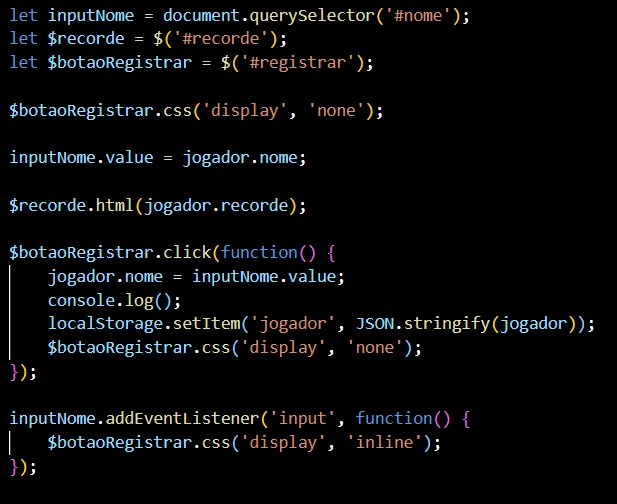 let inputNome = document.querySelector('#nome');
let $recorde = $('#recorde');
let $botaoRegistrar = $('#registrar');
$botaoRegistrar.css('display', 'none');
inputNome.value = jogador.nome;
$recorde.html(jogador.recorde);
$botaoRegistrar.click(function() {
    jogador.nome = inputNome.value;
    console.log();
    localStorage.setItem('jogador', JSON.stringify(jogador));
    $botaoRegistrar.css('display', 'none');
});
inputNome.addEventListener('input', function() {
    $botaoRegistrar.css('display', 'inline');
});